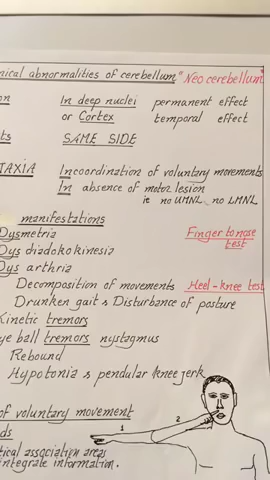 nical abnormalities of cerebellum "Neo cerebellum
on In deep nuclei permanent effect
or Cortex temporal effect
ts SAME SIDE
TAXIA Incoordination of voluntary movements
In absence of motor lesion
ie no UMNL no LMNL
manifestations
Dysmetria Finger to nose
test
Dys diadokokinesia
Dys arthria
Decomposition of movements Heel-knee test
Drunken gait & Disturbance of posture
Kinetic tremors
ye ball tremors nystagmus
Rebound
Hypotonia & pendular knee jerk
of voluntary movement
ds 1 2
tical association areas
integrate information.